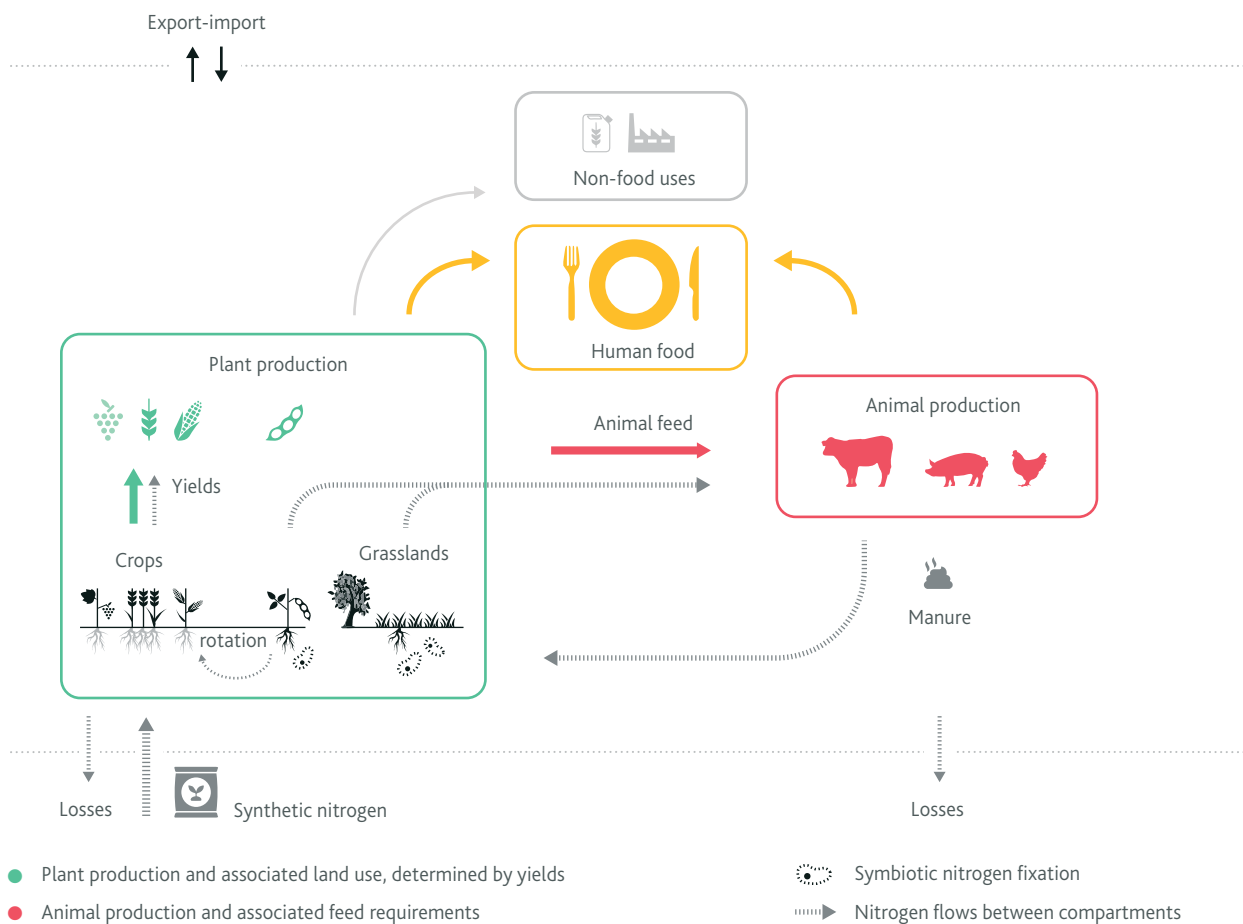 Export-import
Non-food uses
Human food
Plant production
Animal production
Animal feed
Yields
Crops
Grasslands
rotation
Manure
Losses
Synthetic nitrogen
Losses
Plant production and associated land use, determined by yields
Symbiotic nitrogen fixation
Animal production and associated feed requirements
Nitrogen flows between compartments